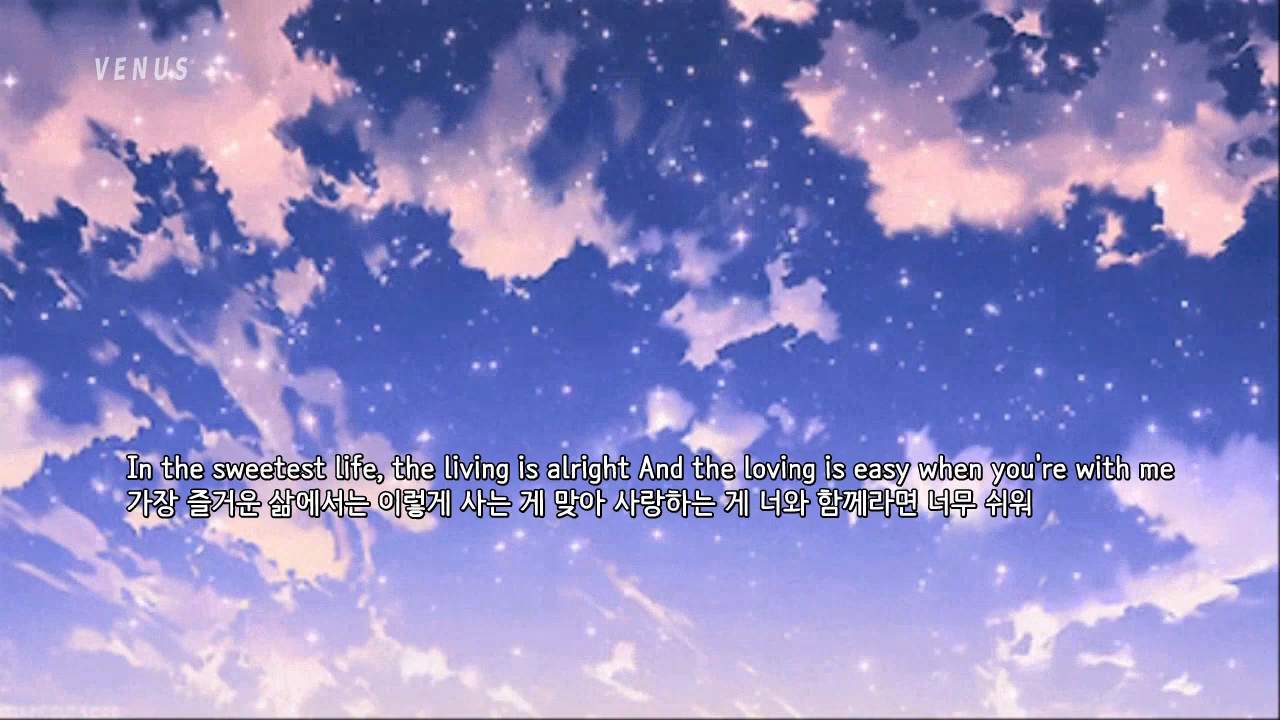 VENUS
In the sweetest life, the living is alright And the loving is easy when you're with me
가장 즐거운 삶에서는 이렇게 사는 게 맞아 사랑하는 게 너와 함께라면 너무 쉬워